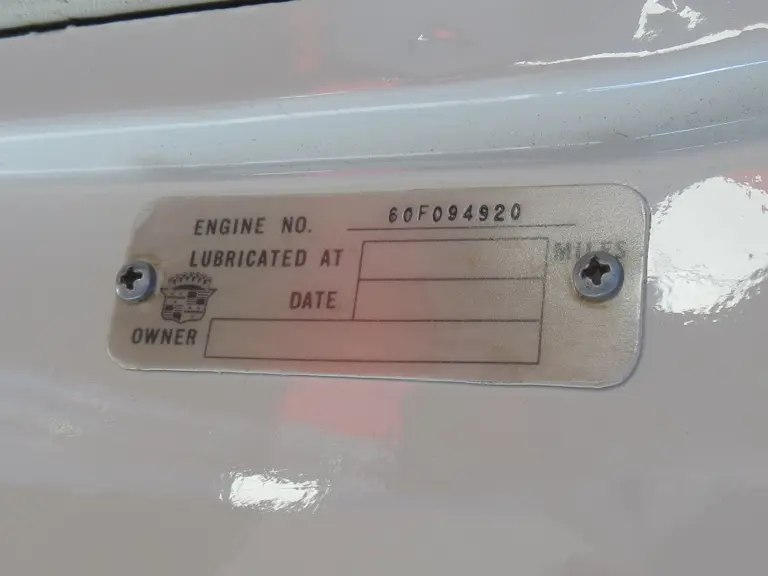 ENGINE NO. 60F094920
LUBRICATED AT MILES
DATE
OWNER